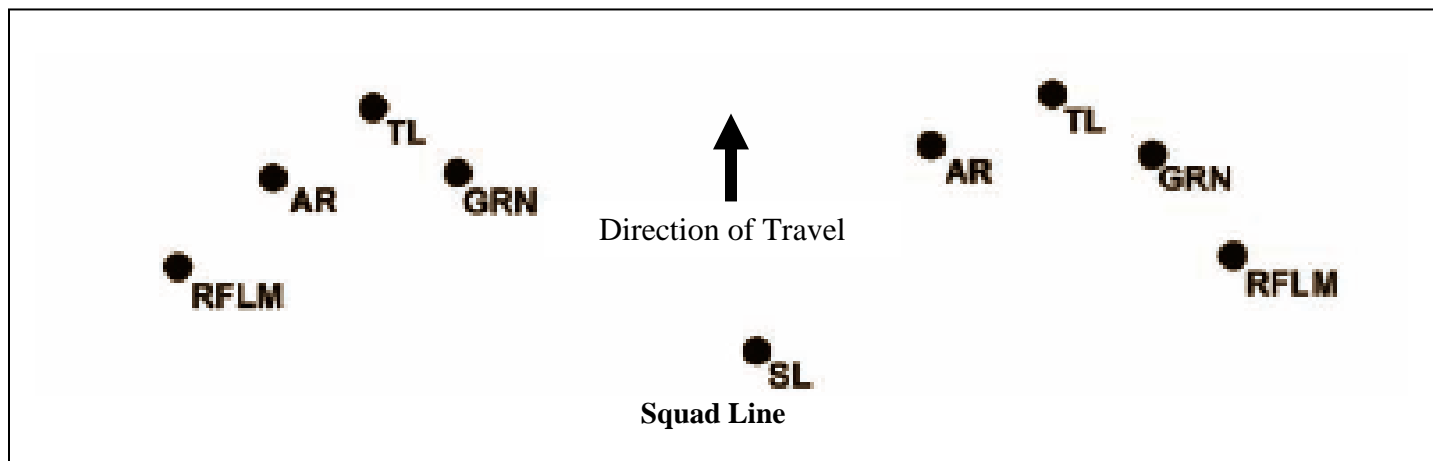 TL
TL
AR
GRN
AR
GRN
Direction of Travel
RFLM
RFLM
SL
Squad Line